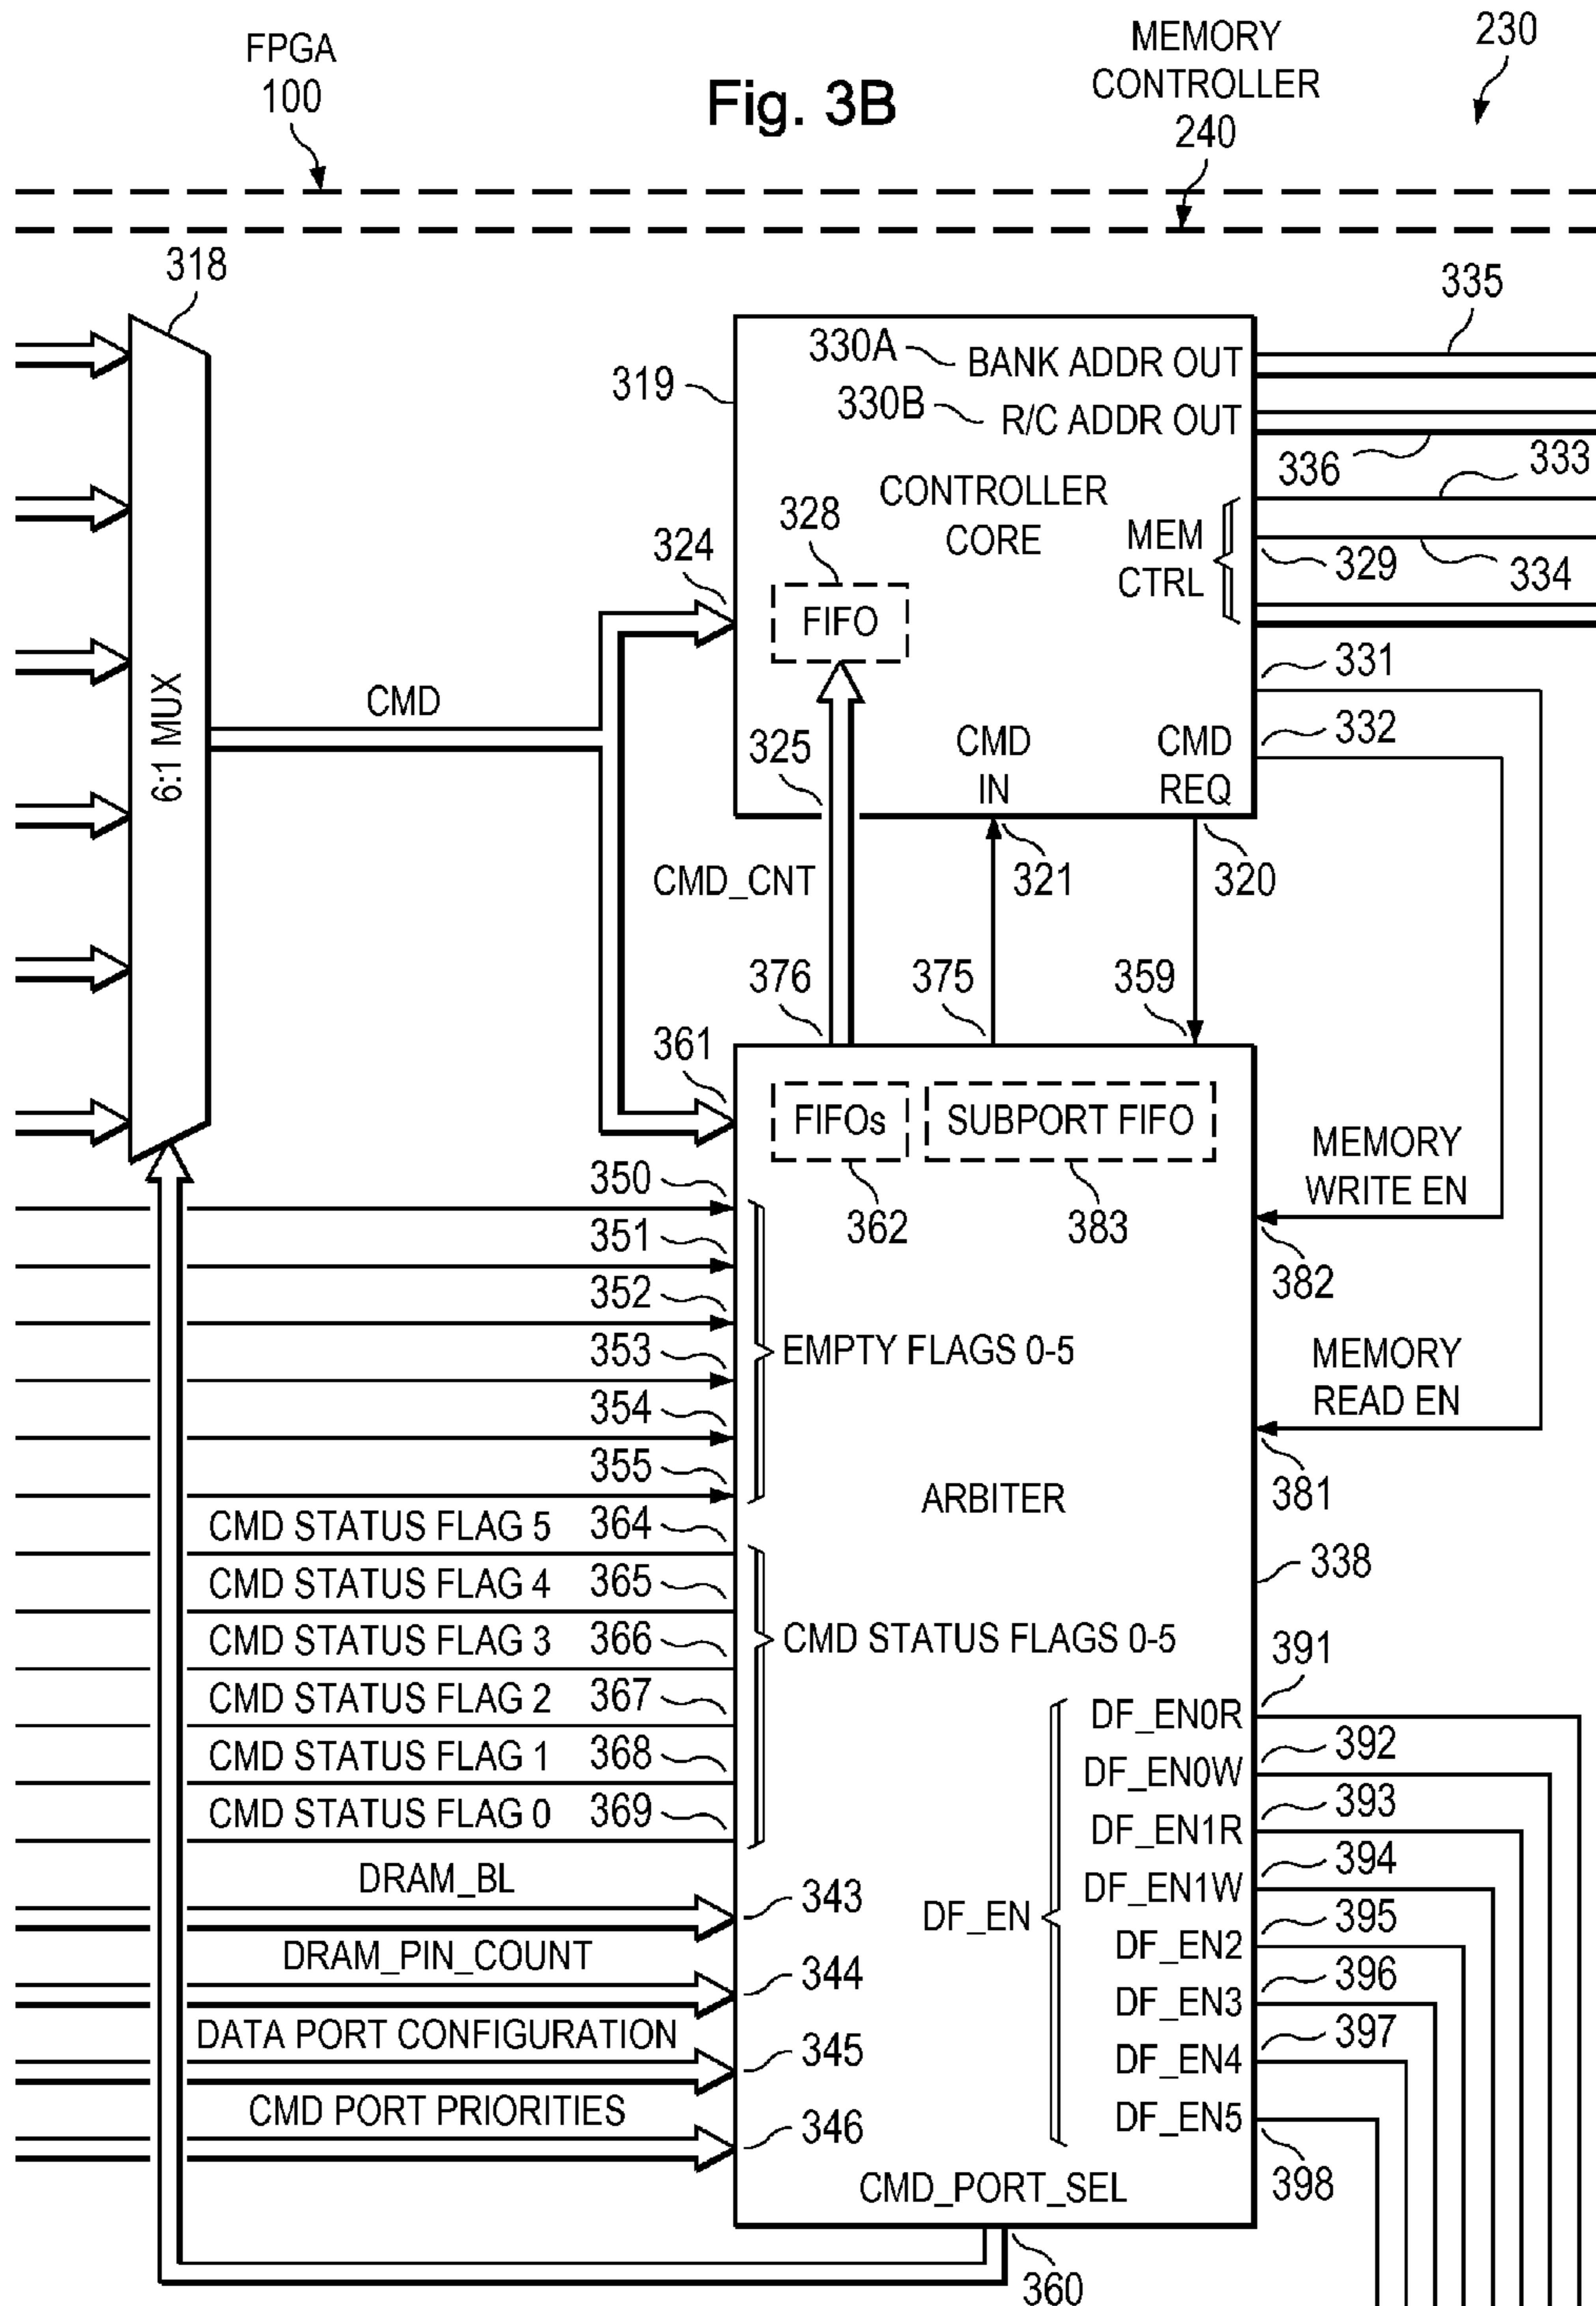 FPGA
100
Fig. 3B
MEMORY
CONTROLLER
240
230
318
6:1 MUX
CMD
319
330A
BANK ADDR OUT
330B
R/C ADDR OUT
335
336
333
CONTROLLER
CORE
328
FIFO
324
MEM
CTRL
329
334
331
332
325
CMD
IN
CMD
REQ
CMD_CNT
321
320
376
375
359
361
FIFOs
SUBPORT FIFO
362
383
MEMORY
WRITE EN
382
350
351
352
353
354
355
EMPTY FLAGS 0-5
MEMORY
READ EN
381
ARBITER
338
CMD STATUS FLAG 5
364
CMD STATUS FLAG 4
365
CMD STATUS FLAG 3
366
CMD STATUS FLAG 2
367
CMD STATUS FLAG 1
368
CMD STATUS FLAG 0
369
CMD STATUS FLAGS 0-5
391
DF_EN0R
392
DF_EN0W
393
DF_EN1R
394
DF_EN1W
395
DF_EN2
396
DF_EN3
397
DF_EN4
DF_EN5
398
DF_EN
DRAM_BL
343
DRAM_PIN_COUNT
344
DATA PORT CONFIGURATION
345
CMD PORT PRIORITIES
346
CMD_PORT_SEL
360